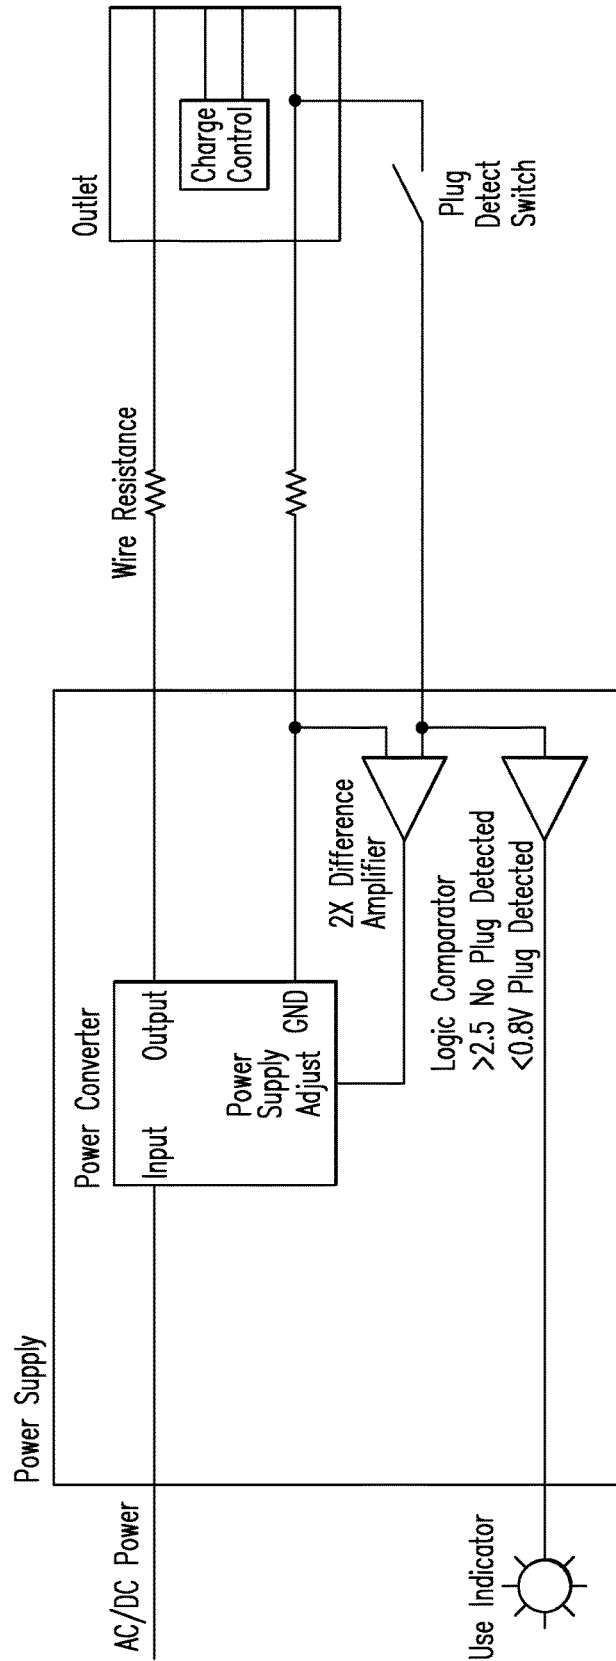 Power Supply
AC/DC Power
Power Converter
Input
Output
Power
Supply
Adjust
GND
2X Difference
Amplifier
Logic Comparator
>2.5 No Plug Detected
<0.8V Plug Detected
Use Indicator
Wire Resistance
Outlet
Charge
Control
Plug
Detect
Switch